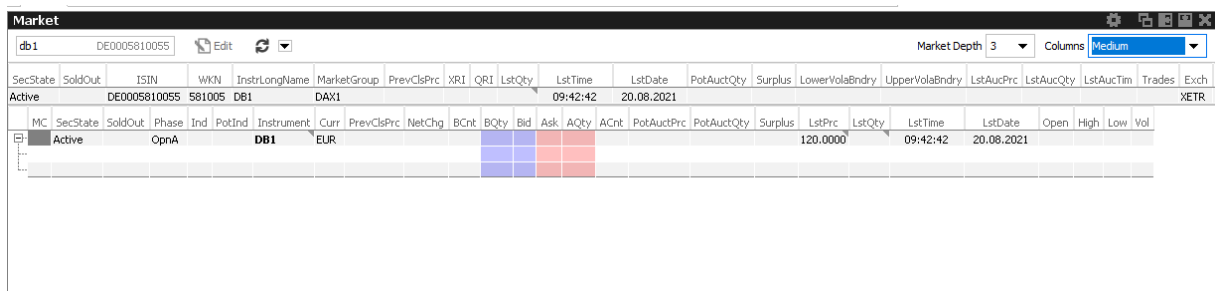 Market
db1 DE0005810055 Edit Market Depth 3 Columns Medium
SecState SoldOut ISIN WKN InstrLongName MarketGroup PrevClsPrc XRI QRI LstQty LstTime LstDate PotAuctQty Surplus LowerVolaBndry UpperVolaBndry LstAucPrc LstAucQty LstAucTim Trades Exch
Active DE0005810055 581005 DB1 DAX1 09:42:42 20.08.2021 XETR
MC SecState SoldOut Phase Ind PotInd Instrument Curr PrevClsPrc NetChg BCnt BQty Bid Ask AQty ACnt PotAuctPrc PotAuctQty Surplus LstPrc LstQty LstTime LstDate Open High Low Vol
Active OpnA DB1 EUR 120.0000 09:42:42 20.08.2021